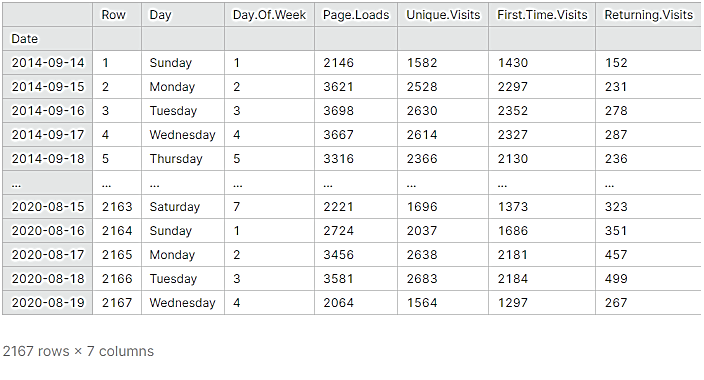 Row Day Day.Of.Week Page.Loads Unique.Visits First.Time.Visits Returning.Visits
Date
2014-09-14 1 Sunday 1 2146 1582 1430 152
2014-09-15 2 Monday 2 3621 2528 2297 231
2014-09-16 3 Tuesday 3 3698 2630 2352 278
2014-09-17 4 Wednesday 4 3667 2614 2327 287
2014-09-18 5 Thursday 5 3316 2366 2130 236
... ... ... ... ... ... ... ...
2020-08-15 2163 Saturday 7 2221 1696 1373 323
2020-08-16 2164 Sunday 1 2724 2037 1686 351
2020-08-17 2165 Monday 2 3456 2638 2181 457
2020-08-18 2166 Tuesday 3 3581 2683 2184 499
2020-08-19 2167 Wednesday 4 2064 1564 1297 267
2167 rows × 7 columns